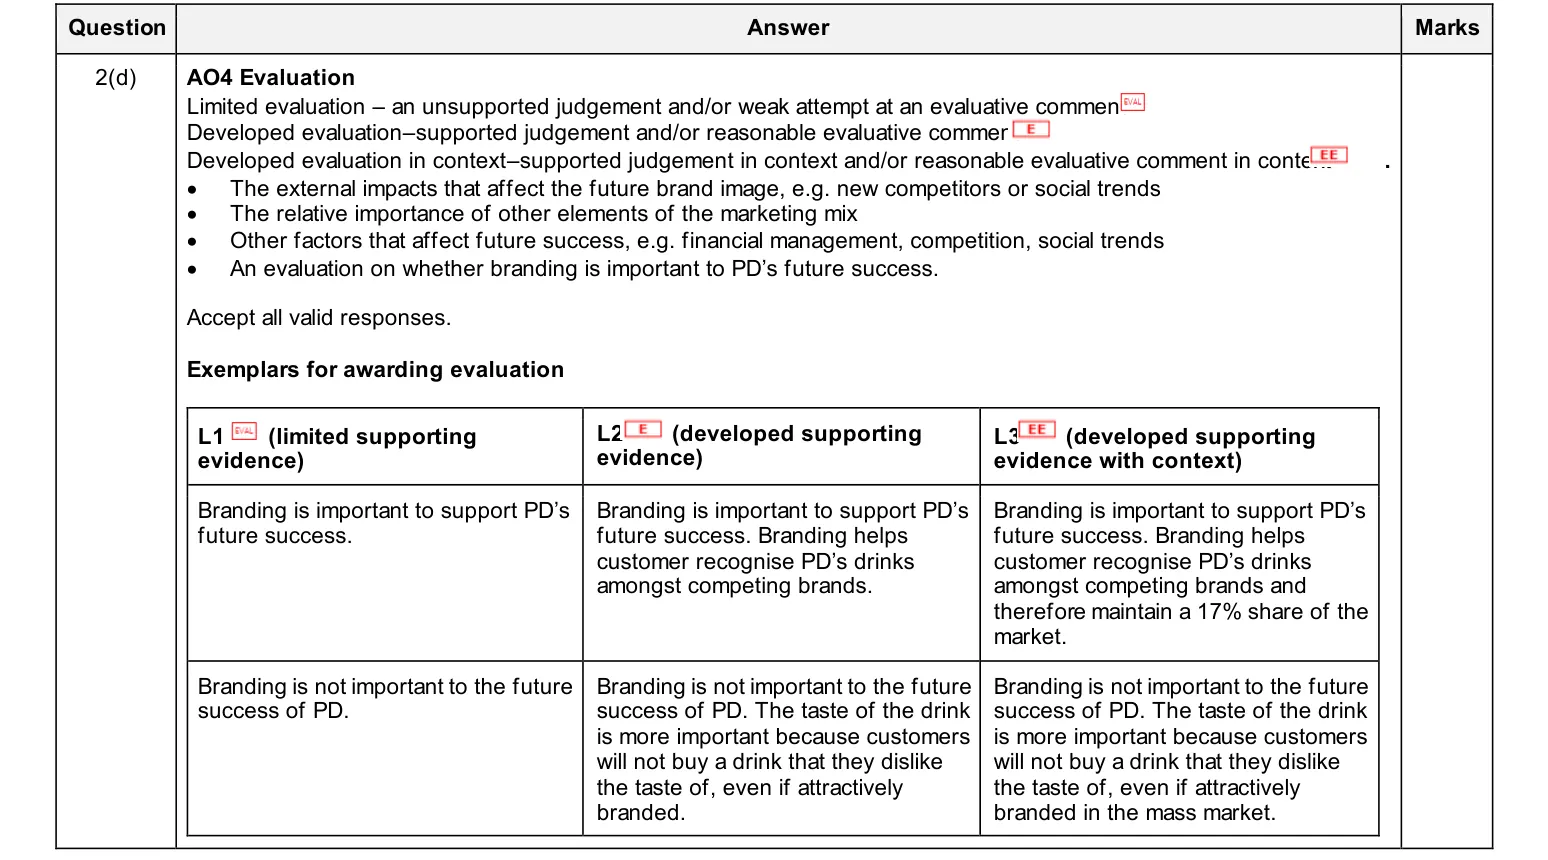 Question Answer Marks
2(d) AO4 Evaluation
Limited evaluation – an unsupported judgement and/or weak attempt at an evaluative commen EVAL
Developed evaluation–supported judgement and/or reasonable evaluative commer E
Developed evaluation in context–supported judgement in context and/or reasonable evaluative comment in context EE .
• The external impacts that affect the future brand image, e.g. new competitors or social trends
• The relative importance of other elements of the marketing mix
• Other factors that affect future success, e.g. financial management, competition, social trends
• An evaluation on whether branding is important to PD’s future success.
Accept all valid responses.
Exemplars for awarding evaluation
L1 EVAL (limited supporting
evidence)
L2 E (developed supporting
evidence)
L3 EE (developed supporting
evidence with context)
Branding is important to support PD’s
future success.
Branding is important to support PD’s
future success. Branding helps
customer recognise PD’s drinks
amongst competing brands.
Branding is important to support PD’s
future success. Branding helps
customer recognise PD’s drinks
amongst competing brands and
therefore maintain a 17% share of the
market.
Branding is not important to the future
success of PD.
Branding is not important to the future
success of PD. The taste of the drink
is more important because customers
will not buy a drink that they dislike
the taste of, even if attractively
branded.
Branding is not important to the future
success of PD. The taste of the drink
is more important because customers
will not buy a drink that they dislike
the taste of, even if attractively
branded in the mass market.